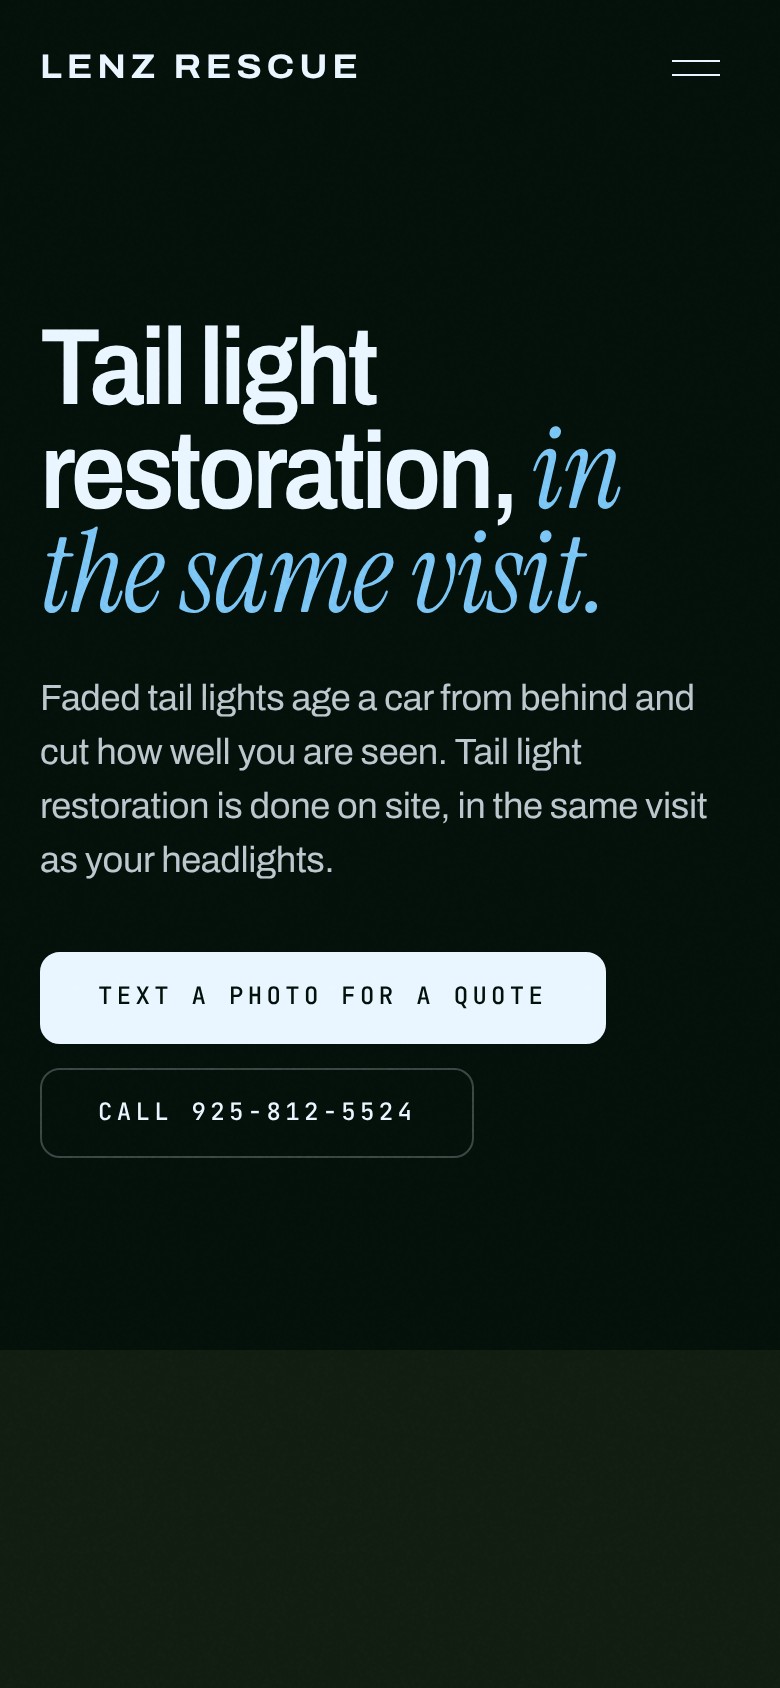 LENZ RESCUE
Tail light
restoration, in
the same visit.
Faded tail lights age a car from behind and
cut how well you are seen. Tail light
restoration is done on site, in the same visit
as your headlights.
TEXT A PHOTO FOR A QUOTE
CALL 925-812-5524